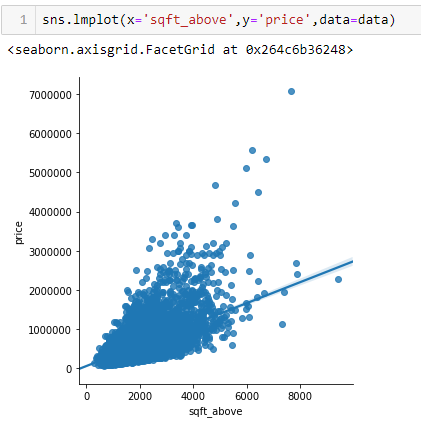 1 sns.lmplot(x='sqft_above',y='price',data=data)
<seaborn.axisgrid.FacetGrid at 0x264c6b36248>
7000000
6000000
5000000
4000000
3000000
2000000
1000000
0
price
0 2000 4000 6000 8000
sqft_above